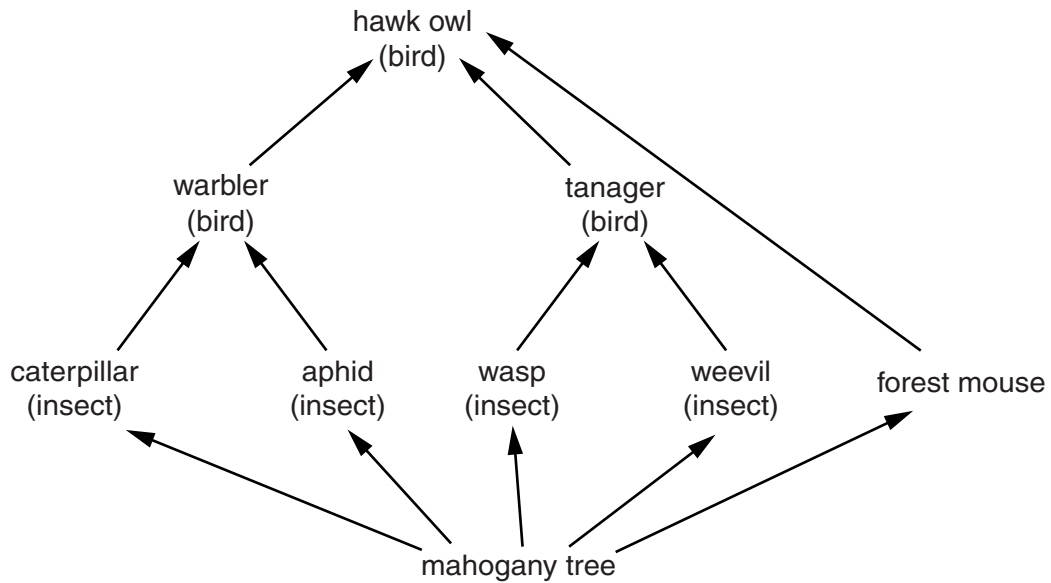 hawk owl
(bird)
warbler
(bird)
tanager
(bird)
caterpillar
(insect)
aphid
(insect)
wasp
(insect)
weevil
(insect)
forest mouse
mahogany tree